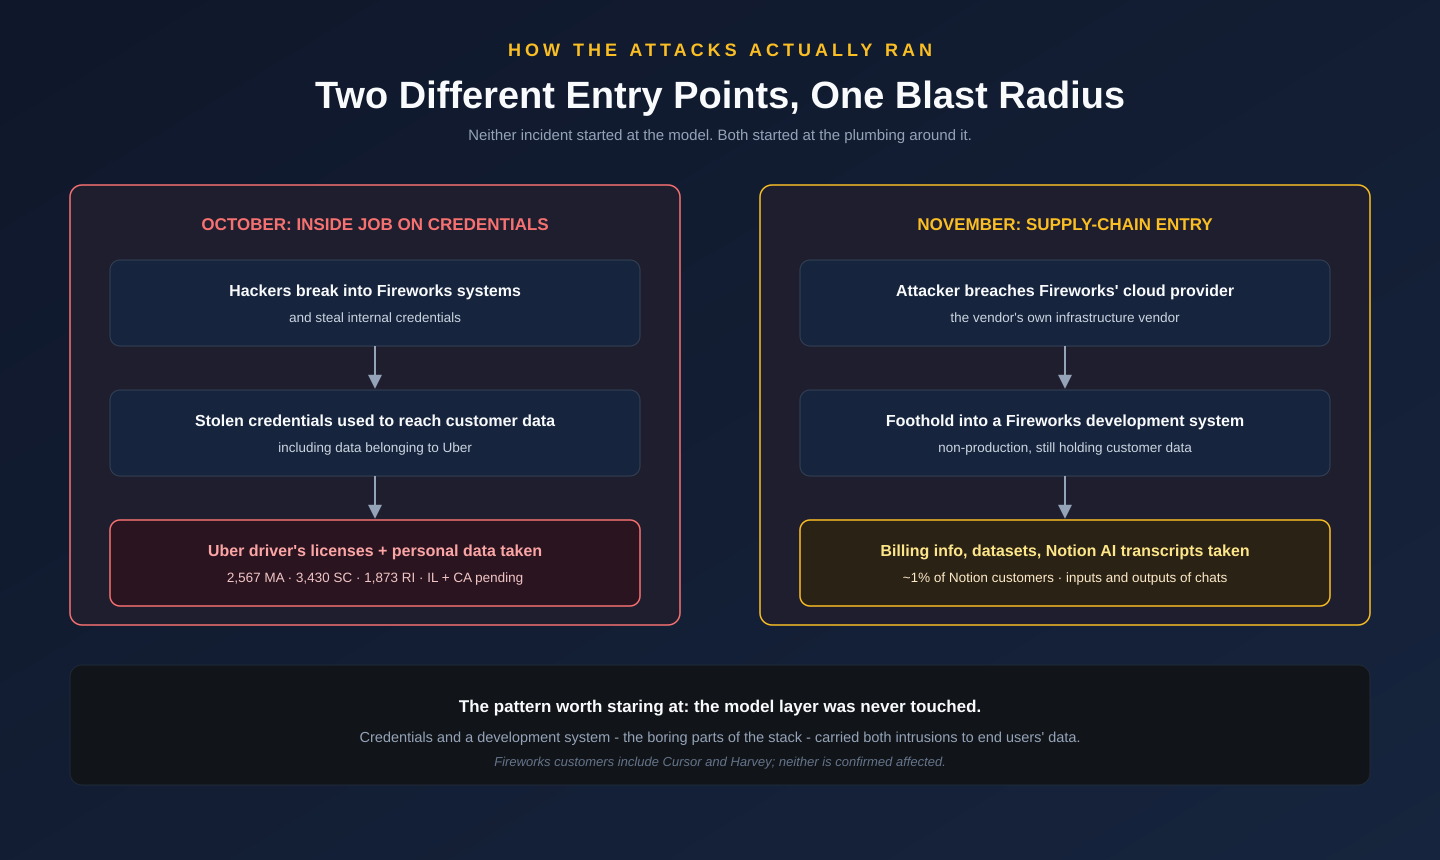 HOW THE ATTACKS ACTUALLY RAN
Two Different Entry Points, One Blast Radius
Neither incident started at the model. Both started at the plumbing around it.
OCTOBER: INSIDE JOB ON CREDENTIALS
Hackers break into Fireworks systems
and steal internal credentials
Stolen credentials used to reach customer data
including data belonging to Uber
Uber driver's licenses + personal data taken
2,567 MA · 3,430 SC · 1,873 RI · IL + CA pending
NOVEMBER: SUPPLY-CHAIN ENTRY
Attacker breaches Fireworks' cloud provider
the vendor's own infrastructure vendor
Foothold into a Fireworks development system
non-production, still holding customer data
Billing info, datasets, Notion AI transcripts taken
~1% of Notion customers · inputs and outputs of chats
The pattern worth staring at: the model layer was never touched.
Credentials and a development system - the boring parts of the stack - carried both intrusions to end users' data.
Fireworks customers include Cursor and Harvey; neither is confirmed affected.